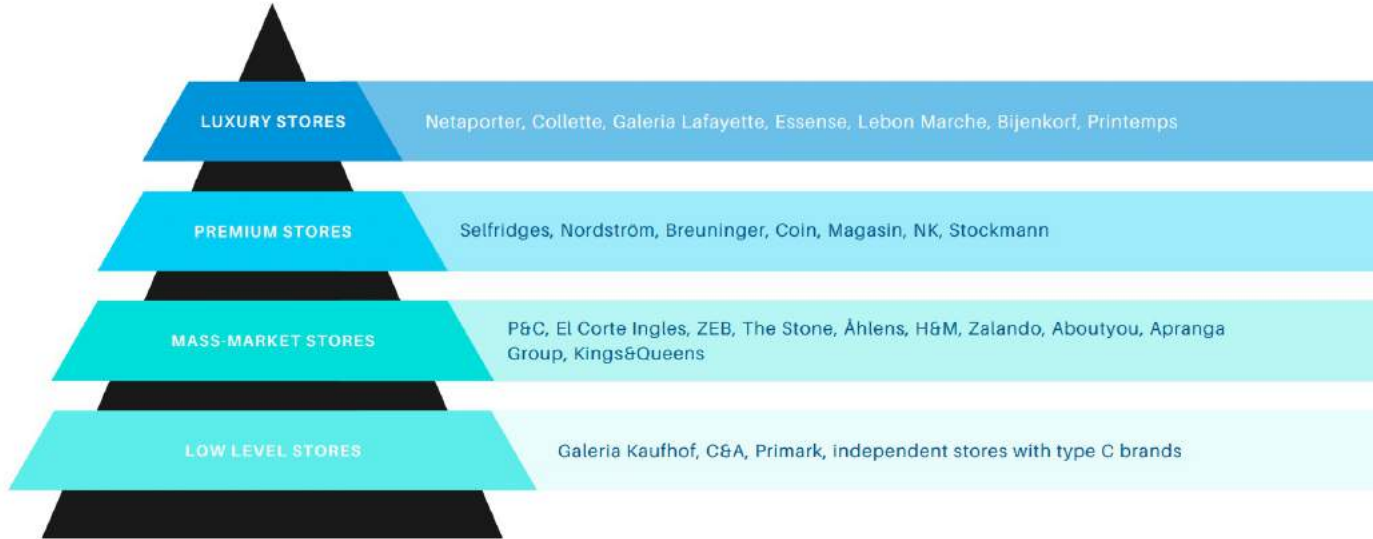 LUXURY STORES
Netaporter, Collette, Galeria Lafayette, Essense, Lebon Marche, Bijenkorf, Printemps
PREMIUM STORES
Selfridges, Nordström, Breuninger, Coin, Magasin, NK, Stockmann
MASS-MARKET STORES
P&C, El Corte Ingles, ZEB, The Stone, Åhlens, H&M, Zalando, Aboutyou, Apranga
Group, Kings&Queens
LOW LEVEL STORES
Galeria Kaufhof, C&A, Primark, independent stores with type C brands